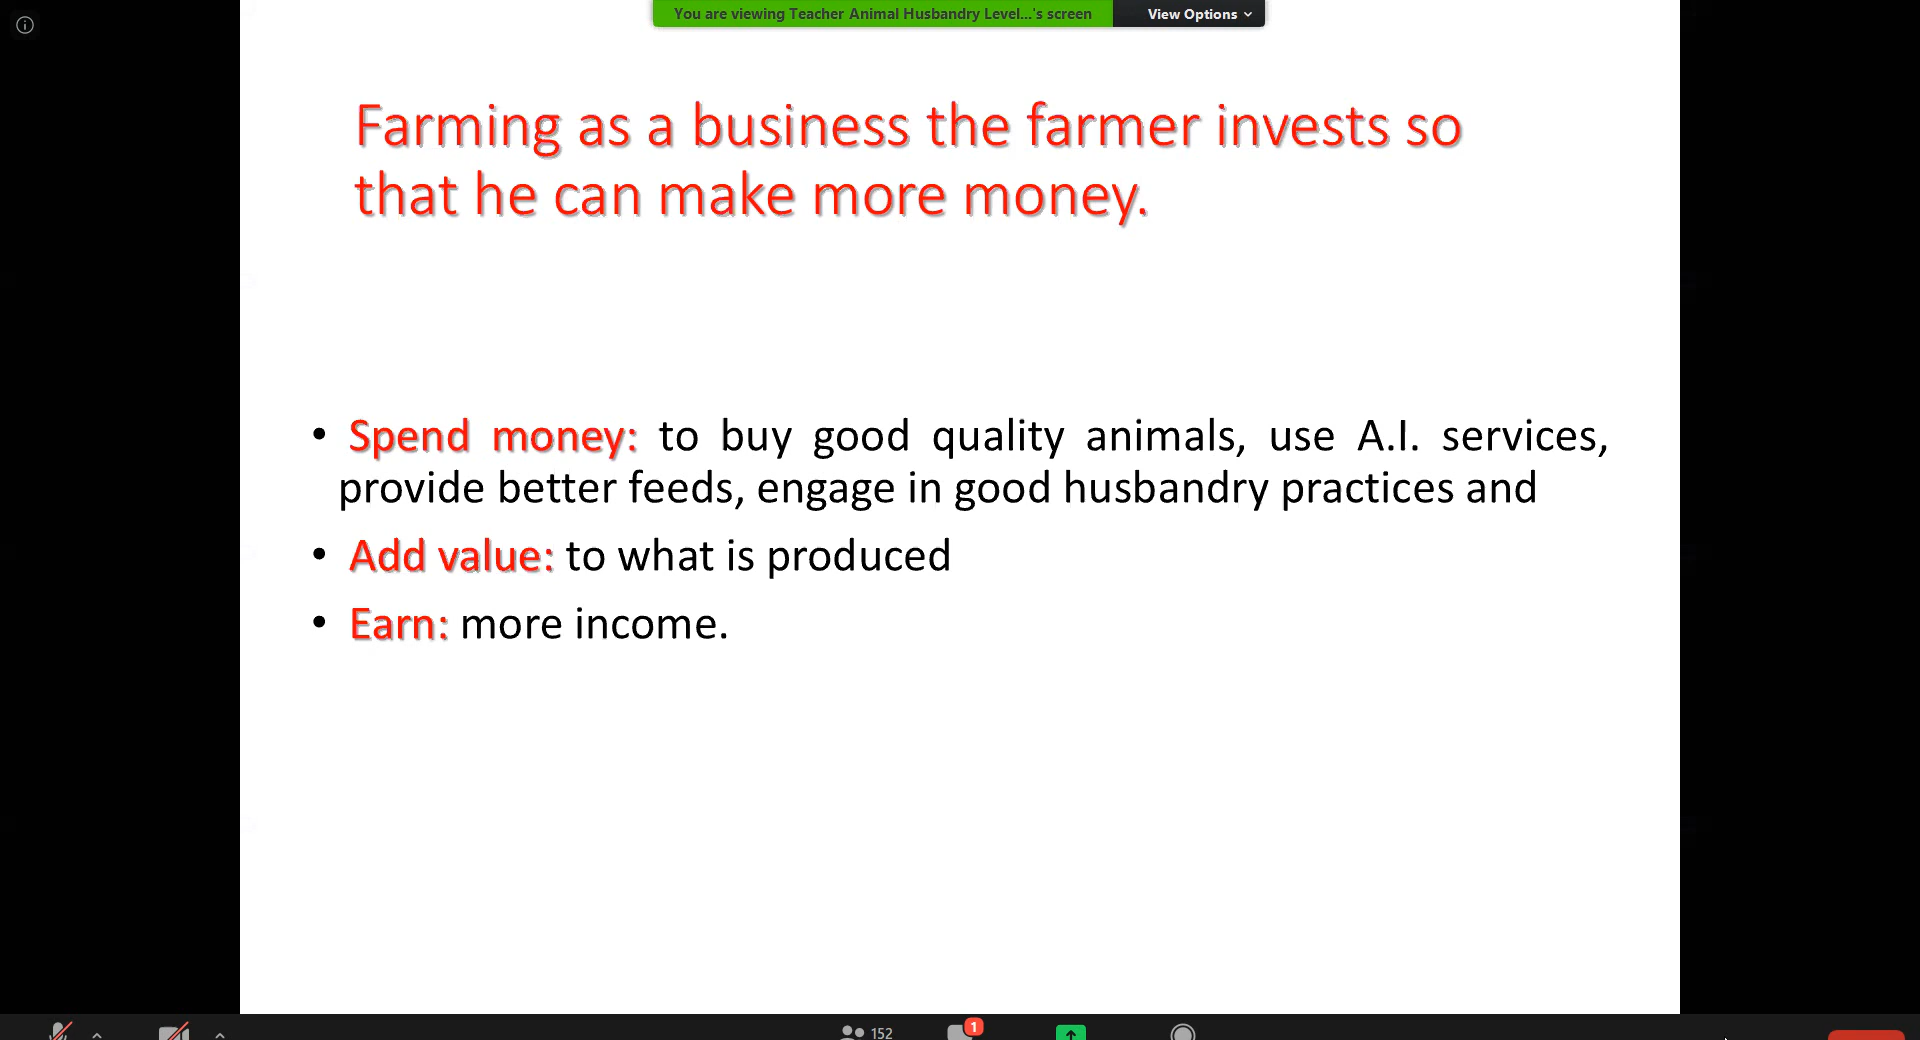 You are viewing Teacher Animal Husbandry Level...'s screen
View Options
Farming as a business the farmer invests so
that he can make more money.
• Spend money: to buy good quality animals, use A.I. services,
provide better feeds, engage in good husbandry practices and
• Add value: to what is produced
• Earn: more income.
152
1